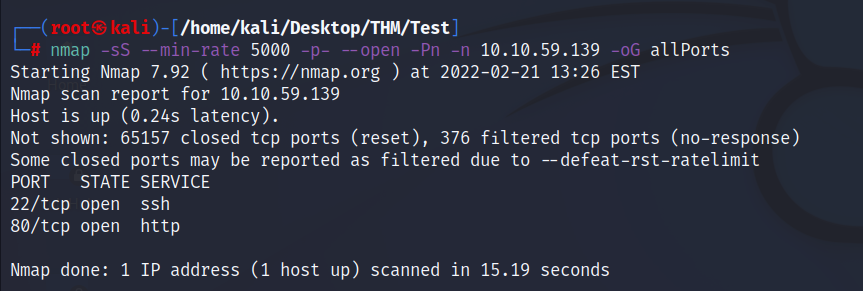 ┌──(root㉿kali)-[/home/kali/Desktop/THM/Test]
└─# nmap -sS --min-rate 5000 -p- --open -Pn -n 10.10.59.139 -oG allPorts
Starting Nmap 7.92 ( https://nmap.org ) at 2022-02-21 13:26 EST
Nmap scan report for 10.10.59.139
Host is up (0.24s latency).
Not shown: 65157 closed tcp ports (reset), 376 filtered tcp ports (no-response)
Some closed ports may be reported as filtered due to --defeat-rst-ratelimit
PORT   STATE SERVICE
22/tcp open  ssh
80/tcp open  http
Nmap done: 1 IP address (1 host up) scanned in 15.19 seconds